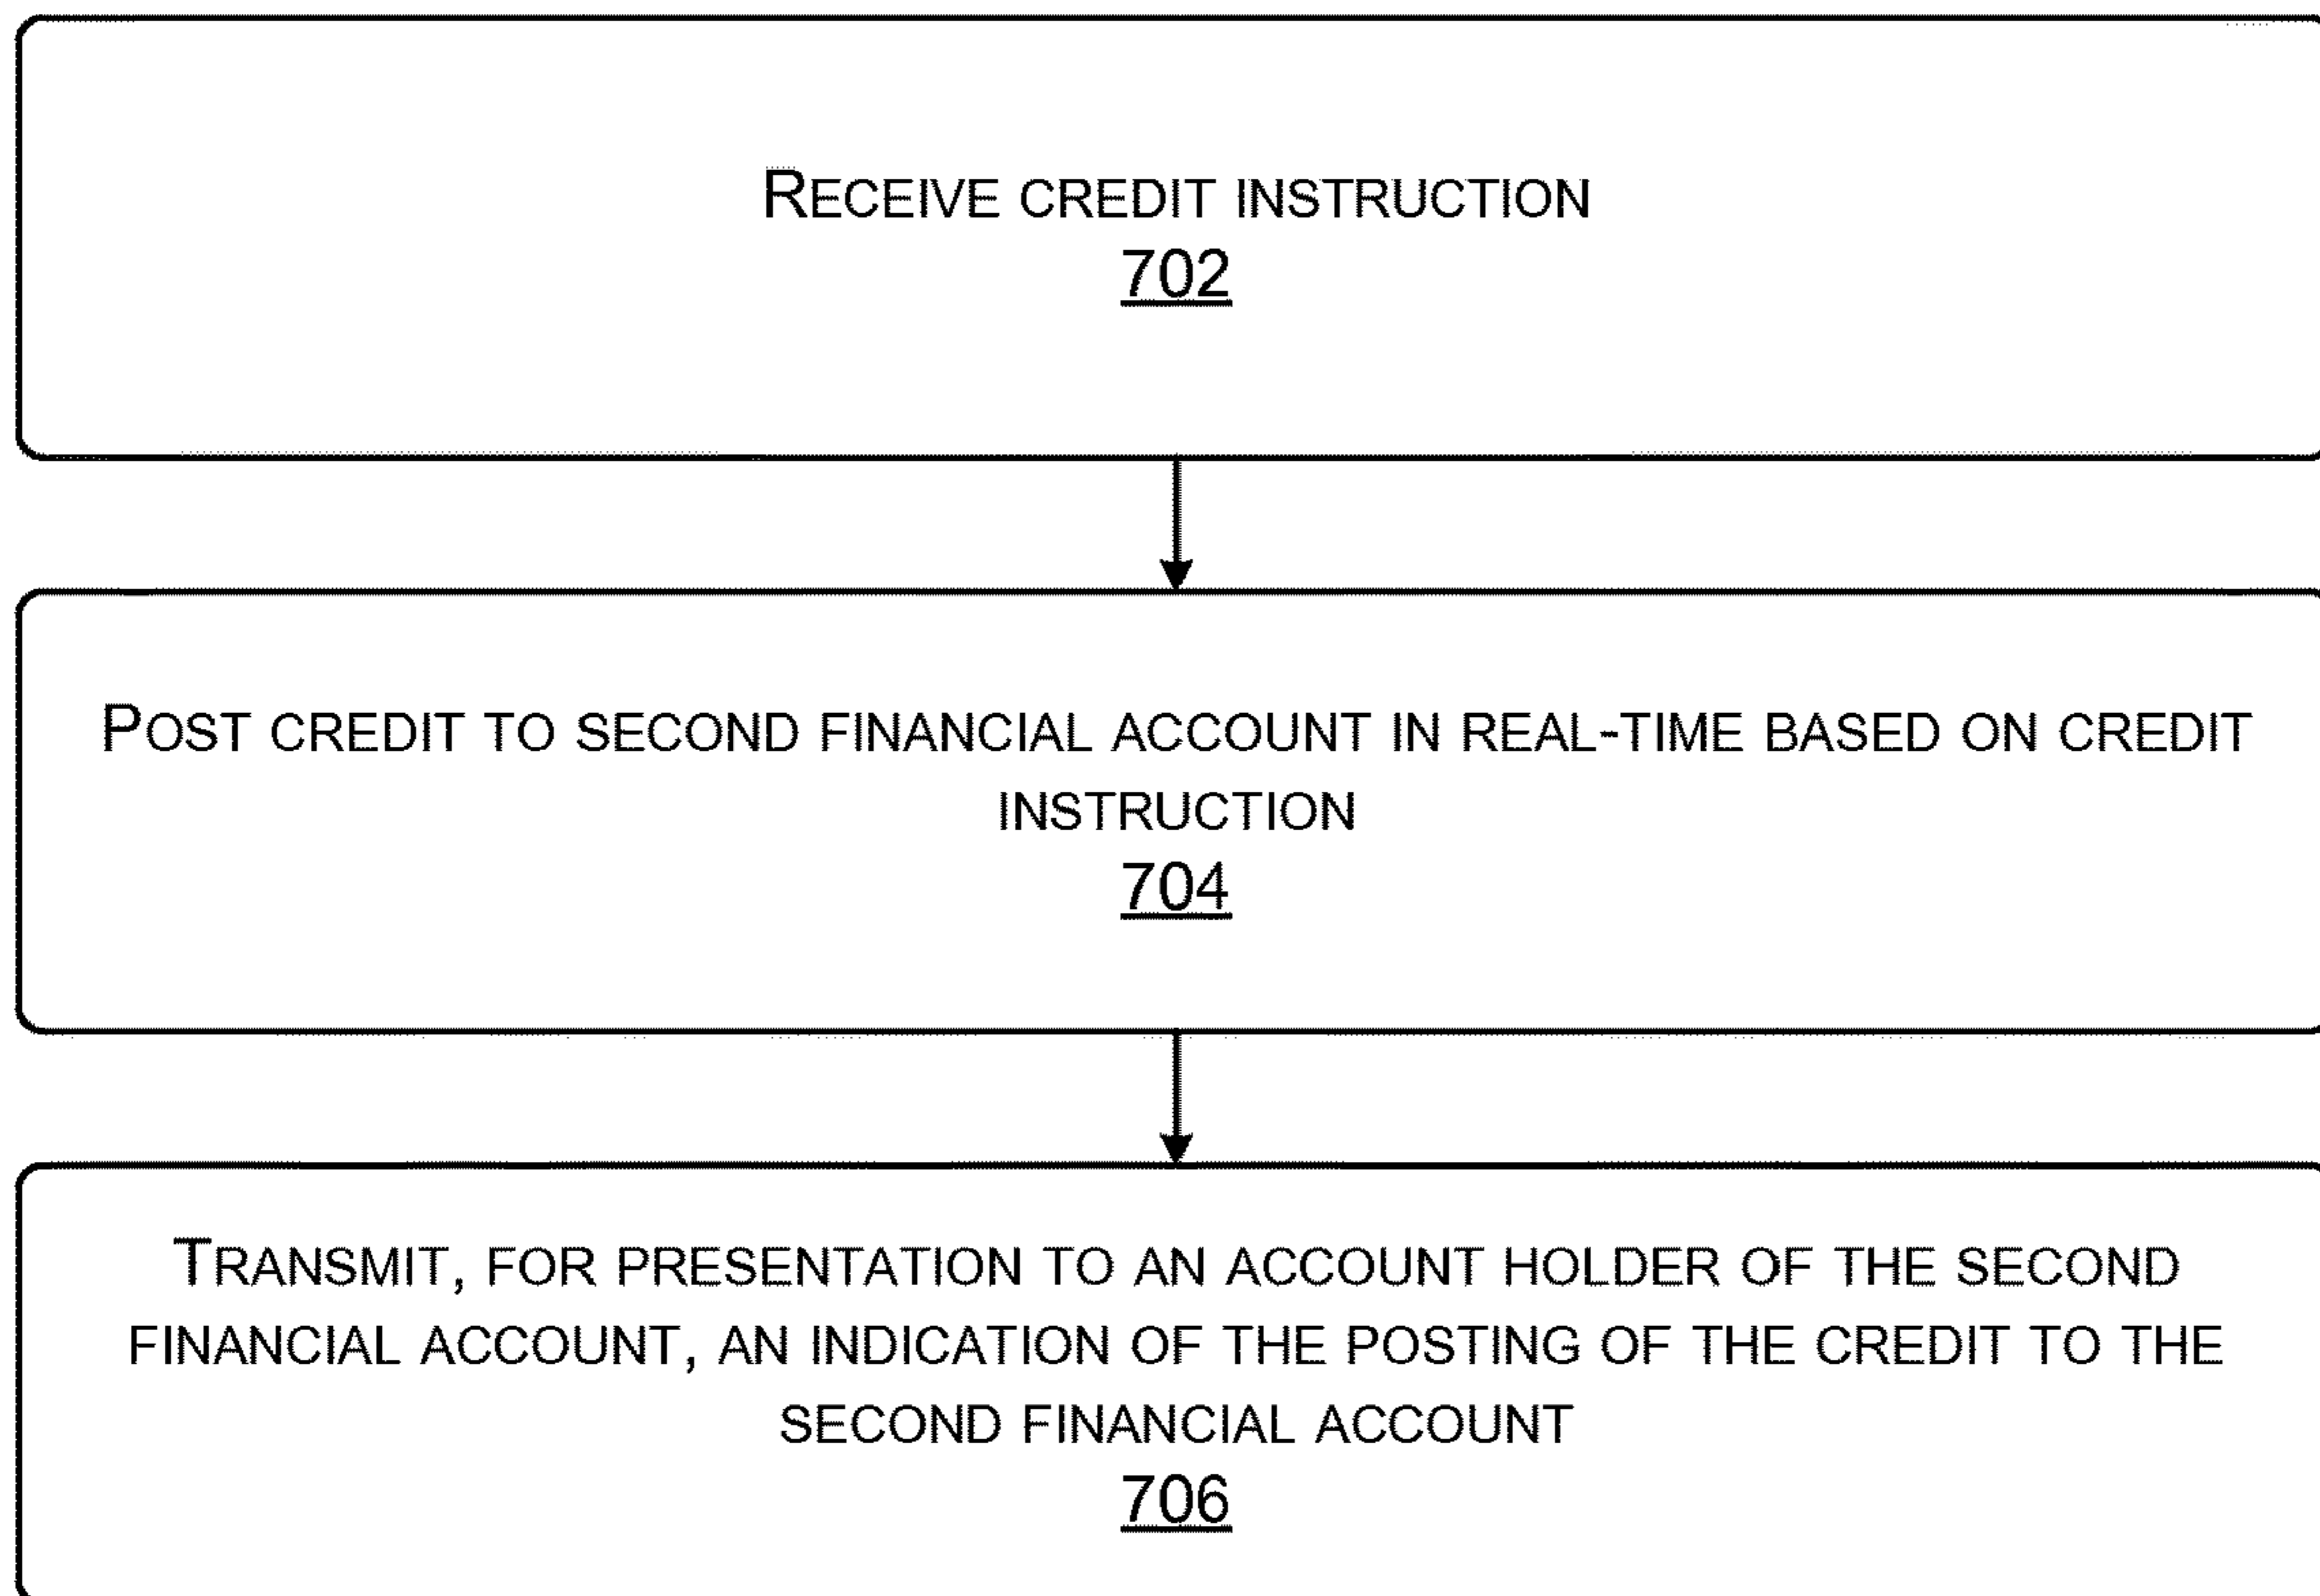 RECEIVE CREDIT INSTRUCTION
702
POST CREDIT TO SECOND FINANCIAL ACCOUNT IN REAL-TIME BASED ON CREDIT
INSTRUCTION
704
TRANSMIT, FOR PRESENTATION TO AN ACCOUNT HOLDER OF THE SECOND
FINANCIAL ACCOUNT, AN INDICATION OF THE POSTING OF THE CREDIT TO THE
SECOND FINANCIAL ACCOUNT
706